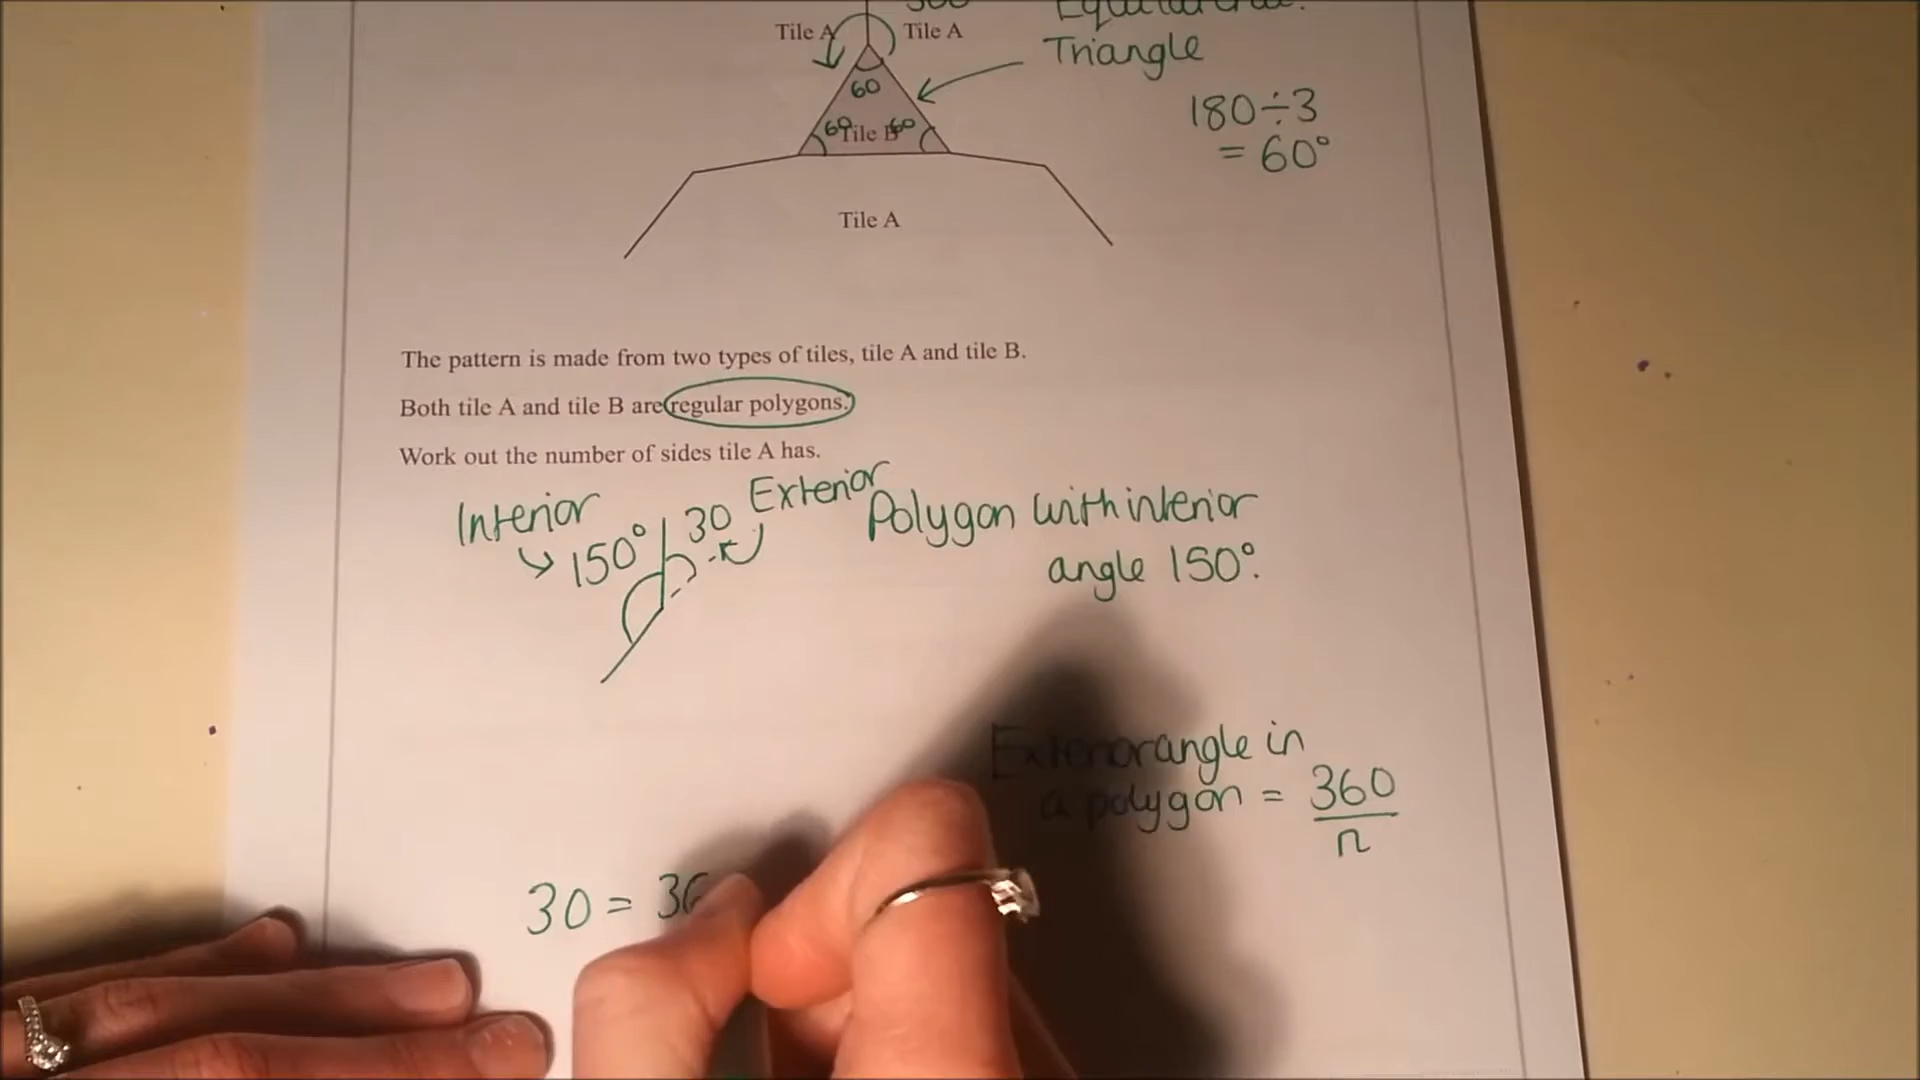 Tile A
Tile A
Triangle
60
60
60
Tile B
180÷3
= 60°
Tile A
The pattern is made from two types of tiles, tile A and tile B.
Both tile A and tile B are regular polygons.
Work out the number of sides tile A has.
Interior
150°
30
Exterior
Polygon with interior
angle 150°.
Exterior angle in
a polygon = 360
n
30 =